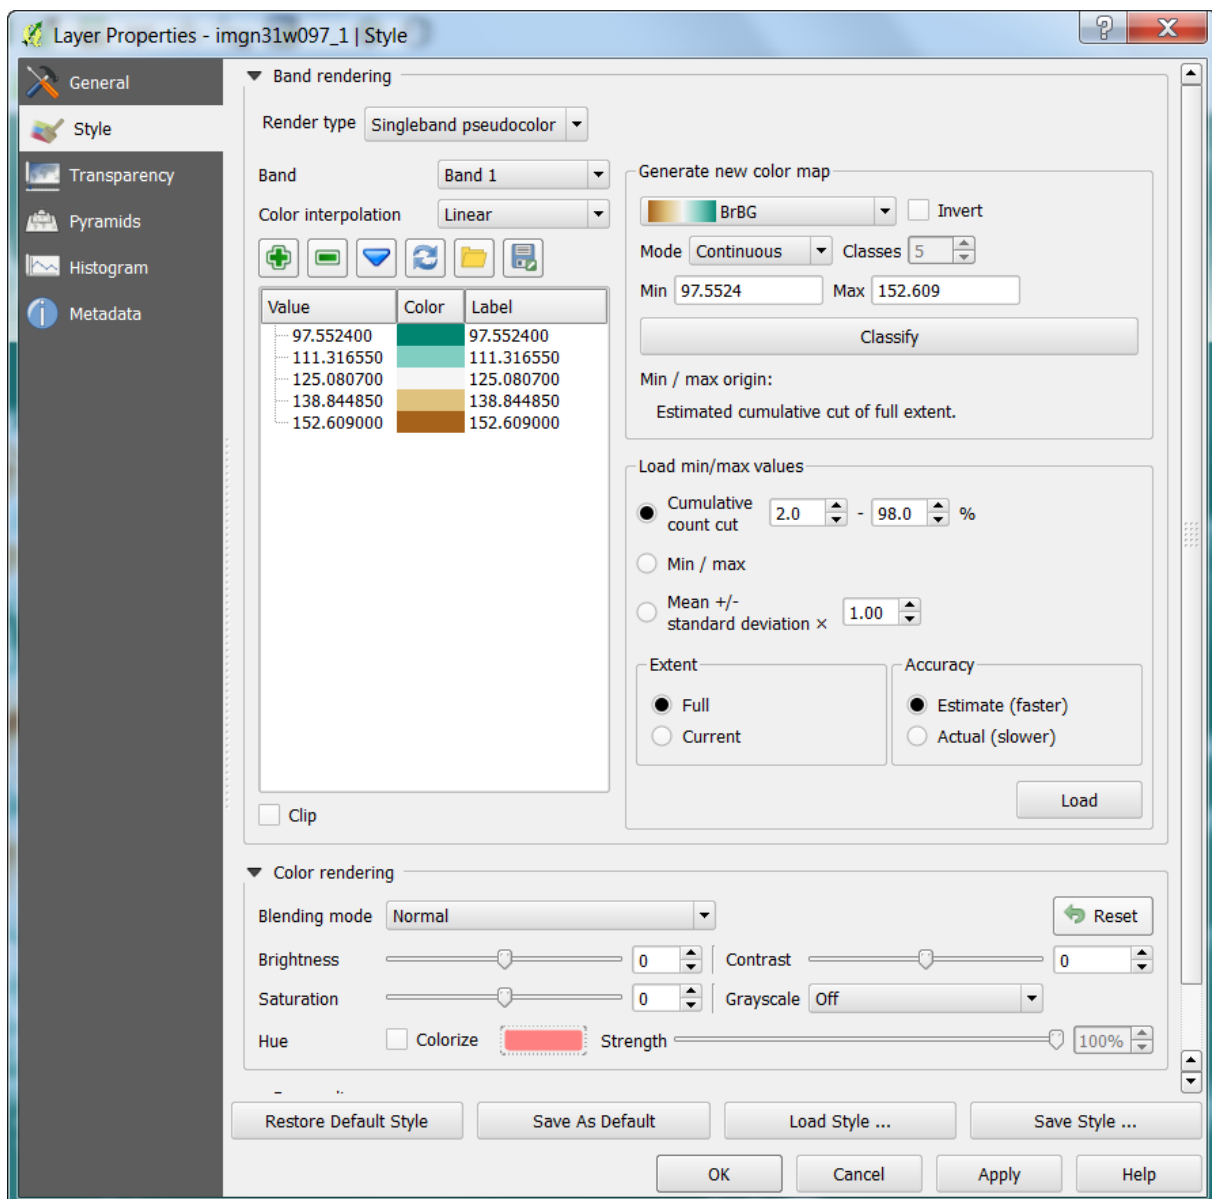 Layer Properties - imgn31w097_1 | Style
General
Style
Transparency
Pyramids
Histogram
Metadata
Band rendering
Render type Singleband pseudocolor
Band Band 1
Color interpolation Linear
Value Color Label
97.552400 97.552400
111.316550 111.316550
125.080700 125.080700
138.844850 138.844850
152.609000 152.609000
Clip
Generate new color map
BrBG Invert
Mode Continuous Classes 5
Min 97.5524 Max 152.609
Classify
Min / max origin:
Estimated cumulative cut of full extent.
Load min/max values
Cumulative
count cut 2.0 - 98.0 %
Min / max
Mean +/-
standard deviation × 1.00
Extent
Full
Current
Accuracy
Estimate (faster)
Actual (slower)
Load
Color rendering
Blending mode Normal Reset
Brightness 0 Contrast 0
Saturation 0 Grayscale Off
Hue Colorize Strength 100%
Restore Default Style Save As Default Load Style ... Save Style ...
OK Cancel Apply Help